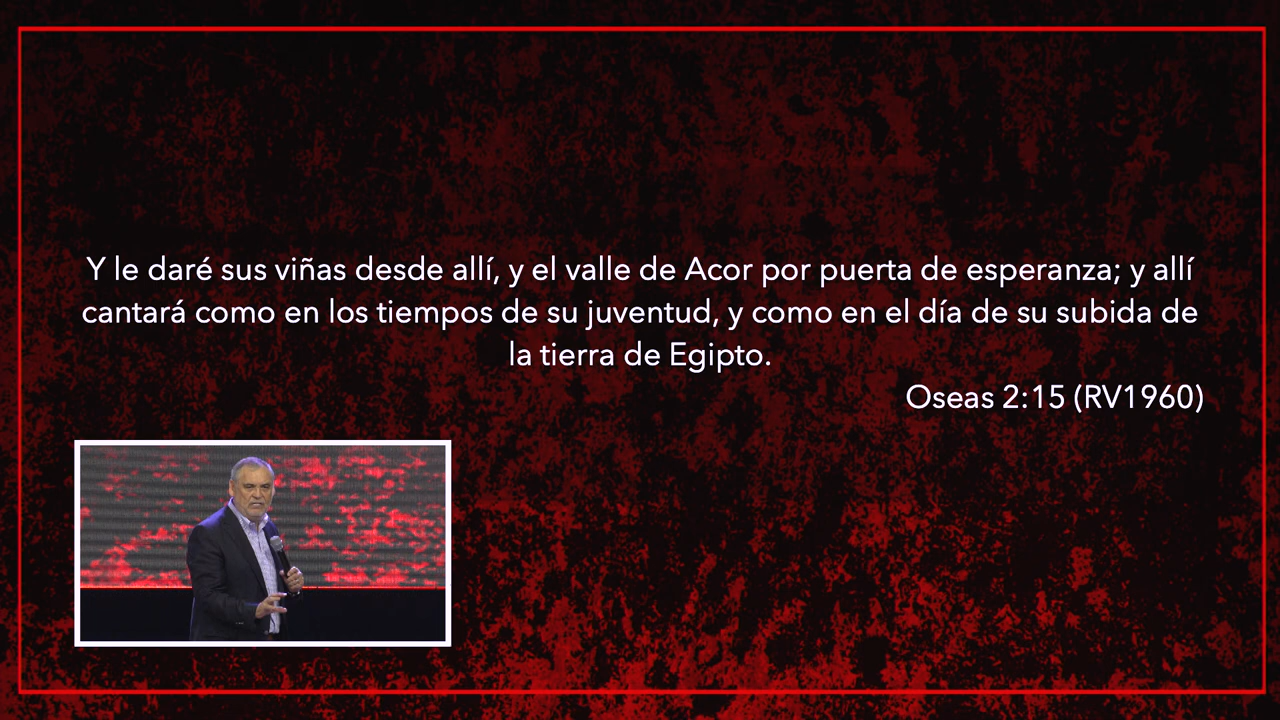 Y le daré sus viñas desde allí, y el valle de Acor por puerta de esperanza; y allí
cantará como en los tiempos de su juventud, y como en el día de su subida de
la tierra de Egipto.
Oseas 2:15 (RV1960)